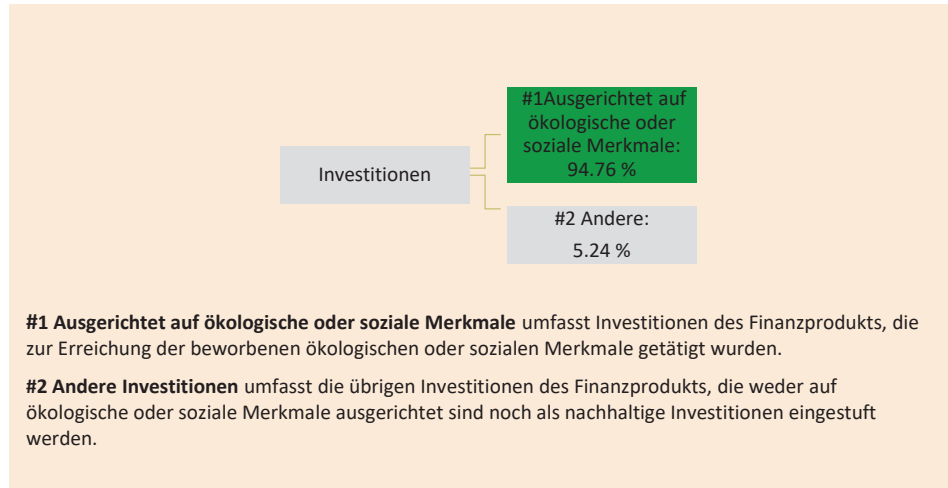 #1Ausgerichtet auf
ökologische oder
soziale Merkmale:
94.76 %
Investitionen
#2 Andere:
5.24 %
#1 Ausgerichtet auf ökologische oder soziale Merkmale umfasst Investitionen des Finanzprodukts, die
zur Erreichung der beworbenen ökologischen oder sozialen Merkmale getätigt wurden.
#2 Andere Investitionen umfasst die übrigen Investitionen des Finanzprodukts, die weder auf
ökologische oder soziale Merkmale ausgerichtet sind noch als nachhaltige Investitionen eingestuft
werden.